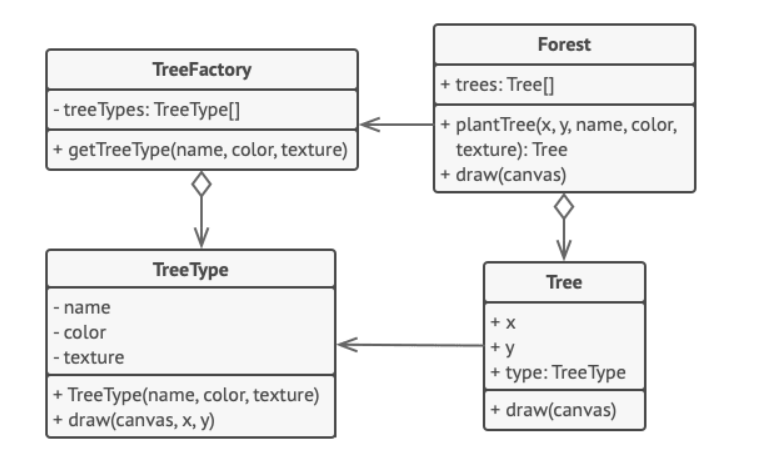 TreeFactory
- treeTypes: TreeType[]
+ getTreeType(name, color, texture)
Forest
+ trees: Tree[]
+ plantTree(x, y, name, color,
texture): Tree
+ draw(canvas)
TreeType
- name
- color
- texture
+ TreeType(name, color, texture)
+ draw(canvas, x, y)
Tree
+ x
+ y
+ type: TreeType
+ draw(canvas)